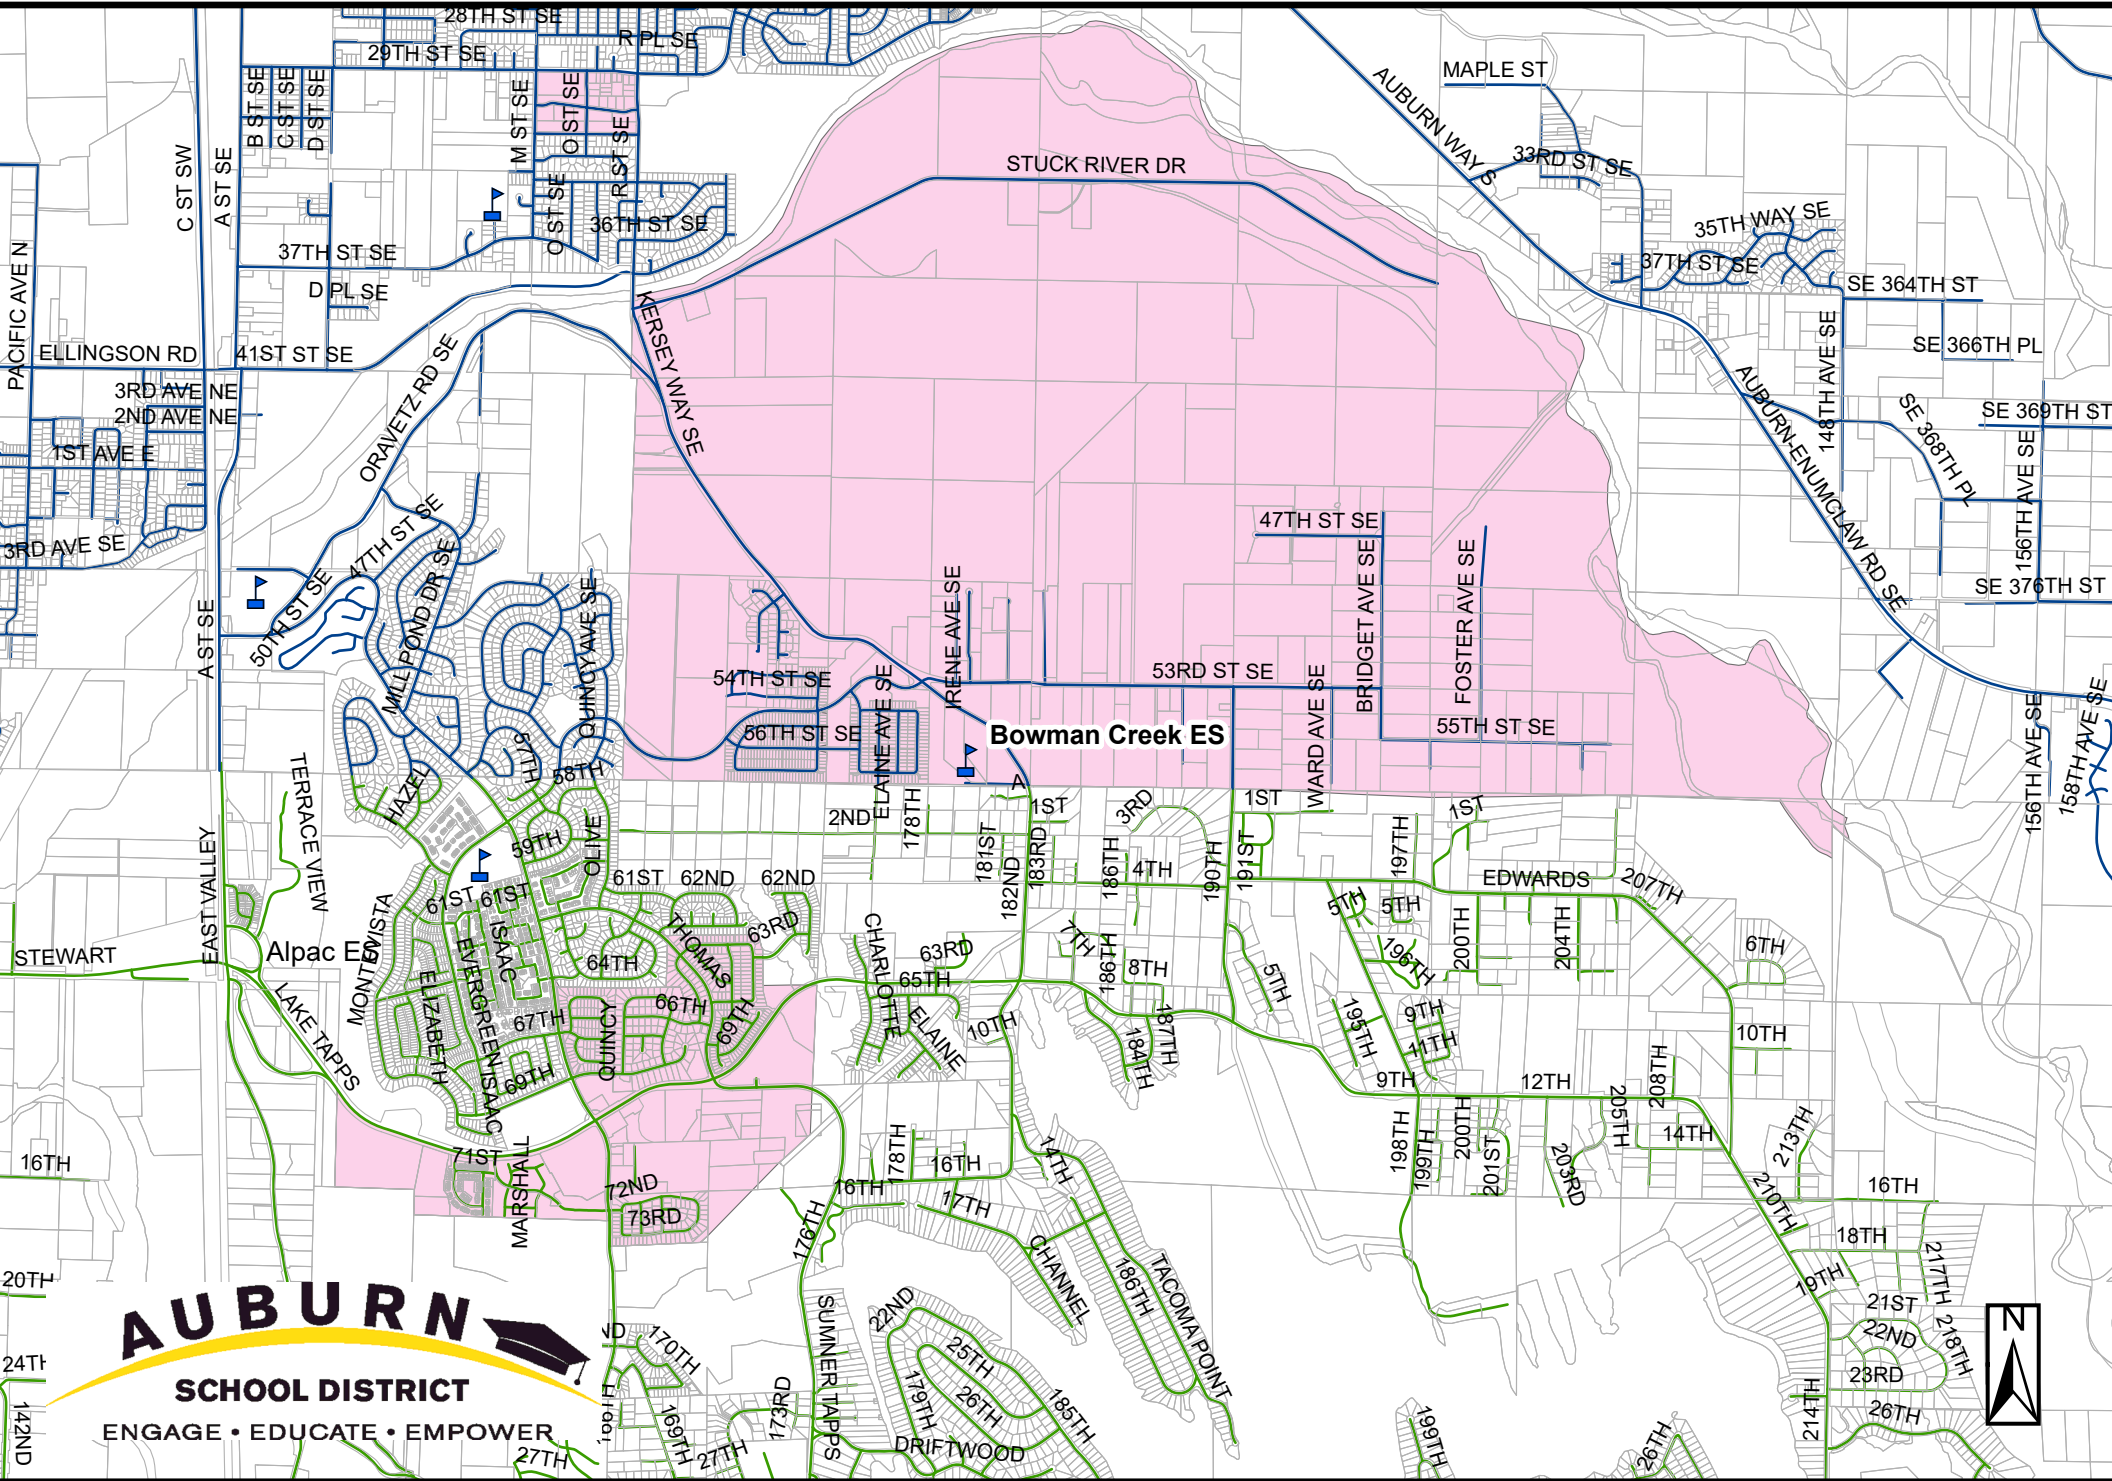 28TH ST SE
R PL SE
29TH ST SE
B ST SE
C ST SE
D ST SE
M ST SE
O ST SE
R ST SE
C ST SW
A ST SE
O ST SE
36TH ST SE
37TH ST SE
D PL SE
PACIFIC AVE N
ELLINGSON RD
41ST ST SE
3RD AVE NE
2ND AVE NE
1ST AVE E
3RD AVE SE
ORAVETZ RD SE
KERSEY WAY SE
STUCK RIVER DR
AUBURN WAY S
MAPLE ST
33RD ST SE
35TH WAY SE
37TH ST SE
SE 364TH ST
148TH AVE SE
SE 366TH PL
SE 368TH PL
SE 369TH ST
156TH AVE SE
SE 376TH ST
AUBURN-ENUMCLAW RD SE
156TH AVE SE
158TH AVE SE
47TH ST SE
50TH ST SE
MILL POND DR SE
QUINCY AVE SE
A ST SE
54TH ST SE
56TH ST SE
ELAINE AVE SE
IRENE AVE SE
53RD ST SE
47TH ST SE
BRIDGET AVE SE
FOSTER AVE SE
WARD AVE SE
55TH ST SE
Bowman Creek ES
A
TERRACE VIEW
HAZEL
57TH
58TH
59TH
OLIVE
EAST VALLEY
STEWART
Alpac ES
LAKE TAPPS
MONTEVISTA
61ST
61ST
ISAAC
EVERGREEN
ELIZABETH
ISAAC
61ST
62ND
62ND
63RD
THOMAS
64TH
66TH
67TH
69TH
69TH
QUINCY
71ST
MARSHALL
72ND
73RD
2ND
178TH
181ST
182ND
183RD
1ST
3RD
186TH
4TH
190TH
191ST
1ST
197TH
1ST
EDWARDS
207TH
5TH
5TH
196TH
200TH
204TH
6TH
CHARLOTTE
63RD
65TH
ELAINE
10TH
7TH
186TH
8TH
187TH
184TH
5TH
195TH
9TH
11TH
9TH
12TH
10TH
198TH
199TH
200TH
201ST
203RD
205TH
208TH
14TH
213TH
210TH
16TH
18TH
19TH
217TH
21ST
22ND
218TH
23RD
26TH
214TH
16TH
178TH
16TH
16TH
17TH
14TH
176TH
CHANNEL
186TH
TACOMA POINT
SUMNER TAPPS
22ND
25TH
26TH
179TH
185TH
DRIFTWOOD
170TH
169TH
173RD
27TH
27TH
199TH
26TH
20TH
142ND
AUBURN
SCHOOL DISTRICT
ENGAGE • EDUCATE • EMPOWER
N